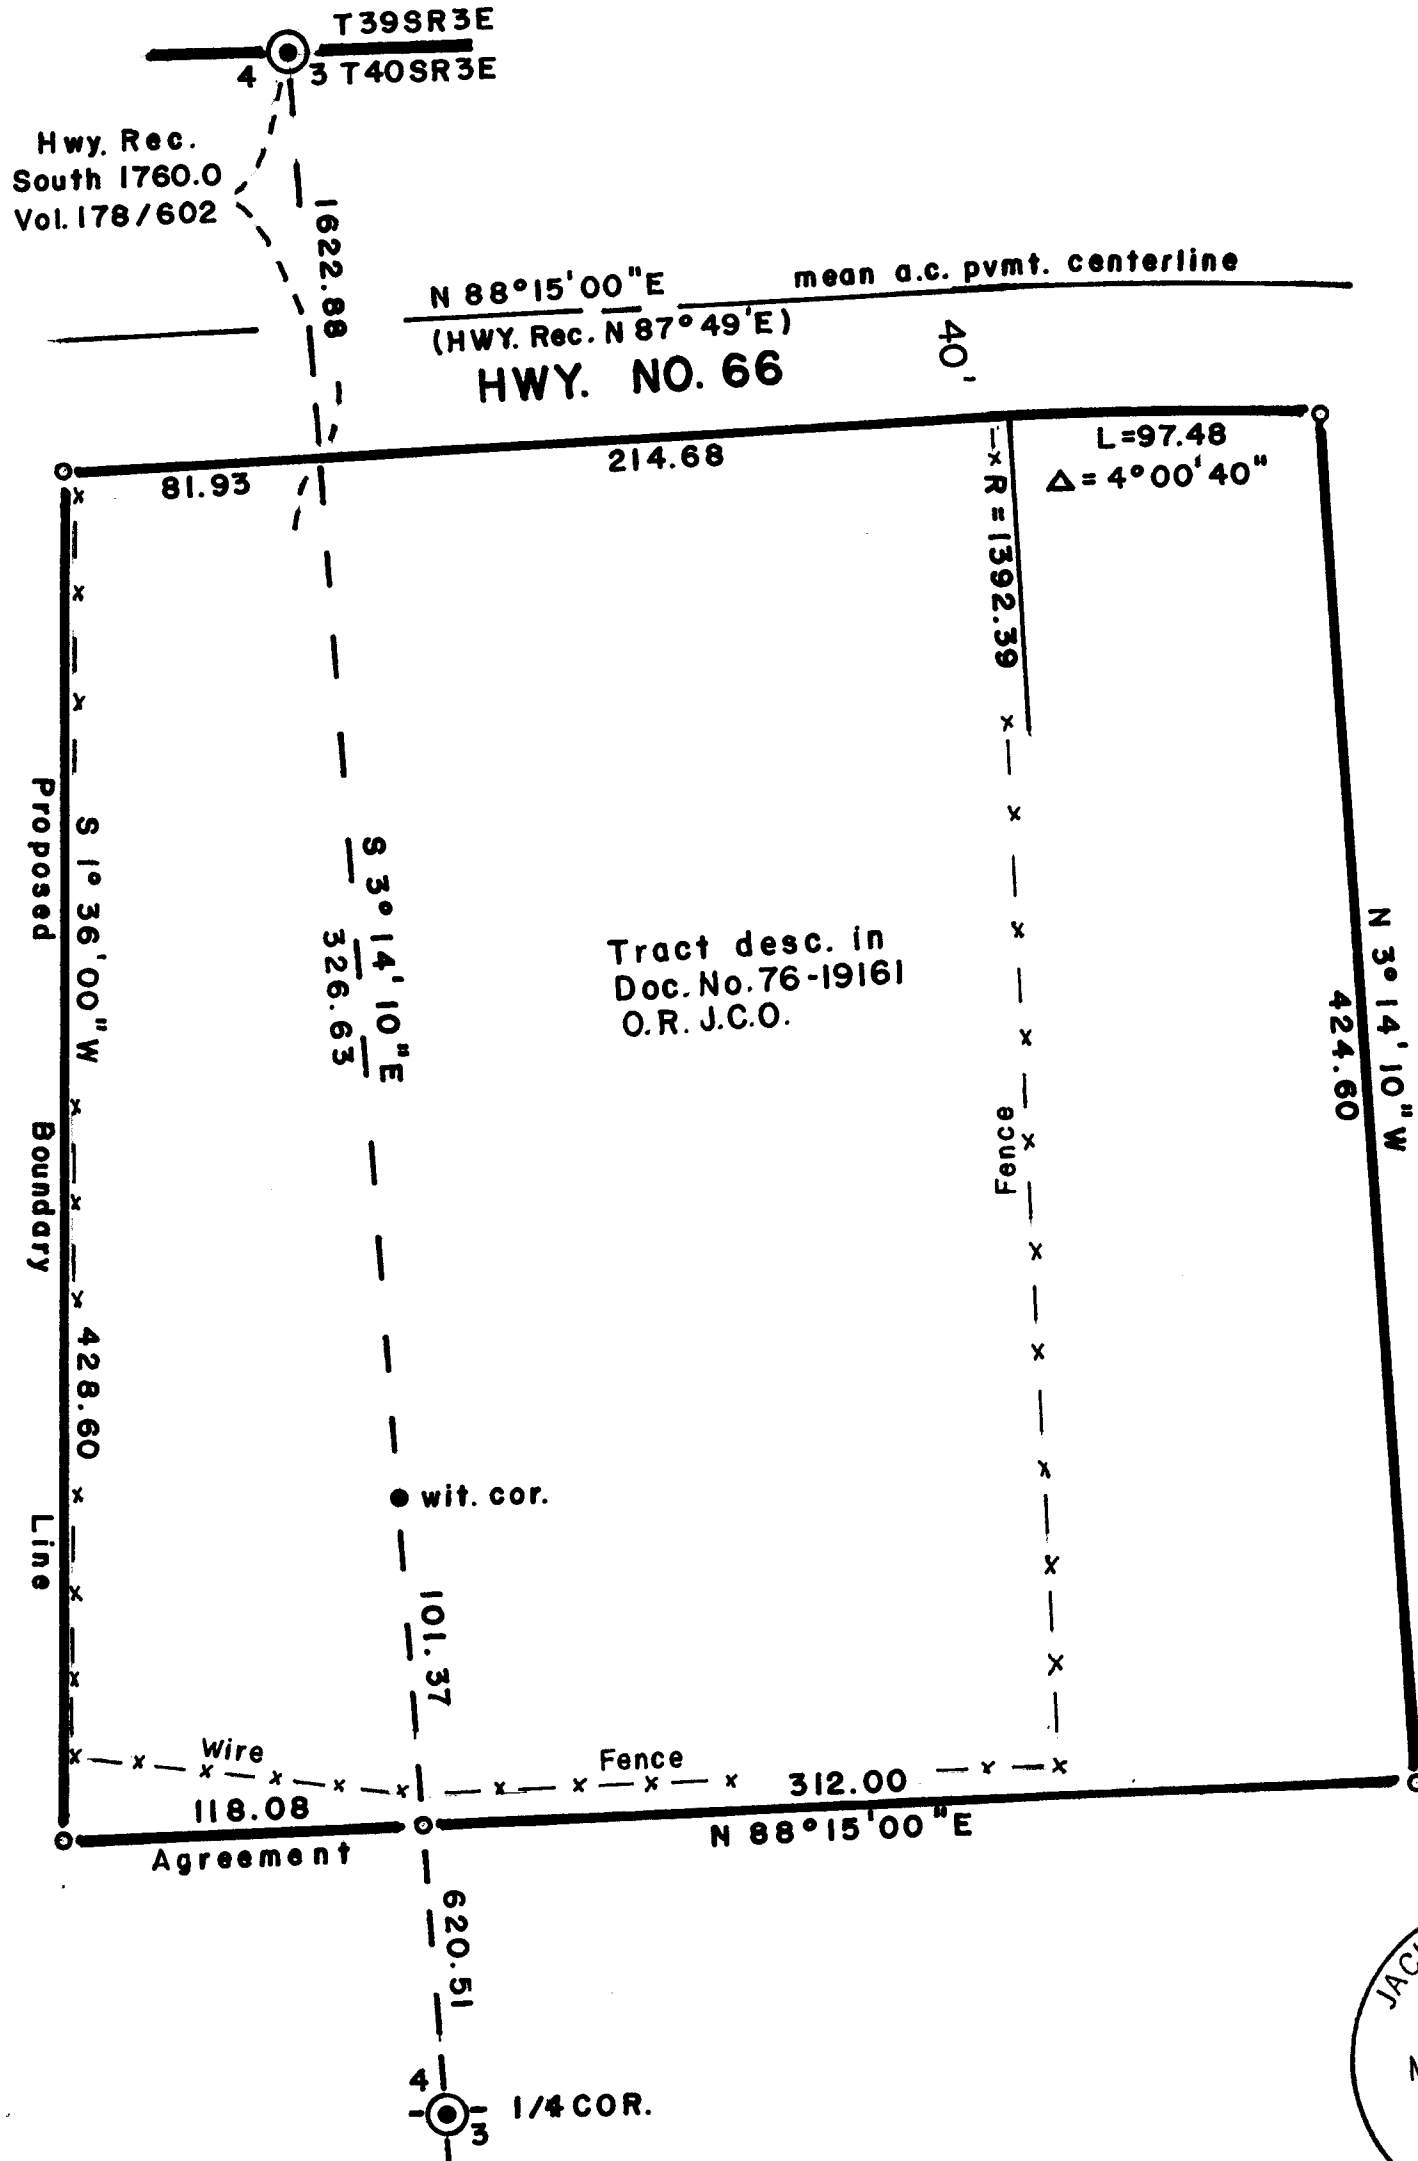 T39SR3E
4 3 T40SR3E
Hwy. Rec.
South 1760.0
Vol. 178/602
1622.88
N 88°15'00"E
mean a.c. pvmt. centerline
(HWY. Rec. N 87°49'E)
HWY. NO. 66
40'
81.93
214.68
L=97.48
Δ = 4°00'40"
R = 1392.39
S 1°36'00"W
428.60
Proposed Boundary Line
S 3°14'10"E
326.63
Tract desc. in
Doc. No. 76-19161
O.R. J.C.O.
Fence
N 3°14'10"W
424.60
wit. cor.
101.37
Wire
Fence
118.08
312.00
Agreement
N 88°15'00"E
620.51
4
3
1/4 COR.